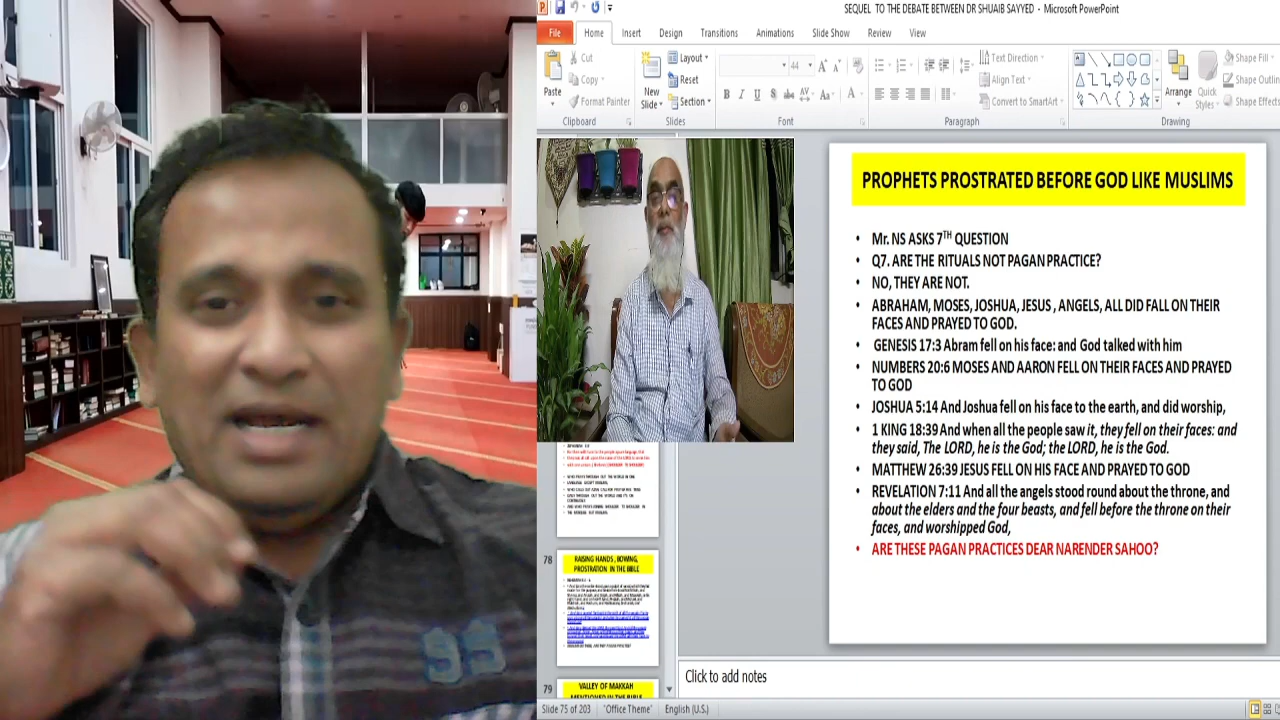 SEQUEL TO THE DEBATE BETWEEN DR SHUAIB SAYYED - Microsoft PowerPoint
File Home Insert Design Transitions Animations Slide Show Review View
Paste
Cut
Copy
Format Painter
Clipboard
New
Slide
Layout
Reset
Section
Slides
44
B I U S abc AV Aa A
Font
Text Direction
Align Text
Convert to SmartArt
Paragraph
Arrange
Quick
Styles
Shape Fill
Shape
Shape Effects
Drawing
PROPHETS PROSTRATED BEFORE GOD LIKE MUSLIMS
• Mr. NS ASKS 7TH QUESTION
• Q7. ARE THE RITUALS NOT PAGAN PRACTICE?
• NO, THEY ARE NOT.
• ABRAHAM, MOSES, JOSHUA, JESUS , ANGELS, ALL DID FALL ON THEIR
FACES AND PRAYED TO GOD.
• GENESIS 17:3 Abram fell on his face: and God talked with him
• NUMBERS 20:6 MOSES AND AARON FELL ON THEIR FACES AND PRAYED
TO GOD
• JOSHUA 5:14 And Joshua fell on his face to the earth, and did worship,
• 1 KING 18:39 And when all the people saw it, they fell on their faces: and
they said, The LORD, he is the God; the LORD, he is the God.
• MATTHEW 26:39 JESUS FELL ON HIS FACE AND PRAYED TO GOD
• REVELATION 7:11 And all the angels stood round about the throne, and
about the elders and the four beasts, and fell before the throne on their
faces, and worshipped God,
• ARE THESE PAGAN PRACTICES DEAR NARENDER SAHOO?
78
RAISING HANDS , BOWING,
PROSTRATION IN THE BIBLE
79
VALLEY OF MAKKAH
MENTIONED IN THE BIBLE
Click to add notes
Slide 75 of 203 "Office Theme" English (U.S.)